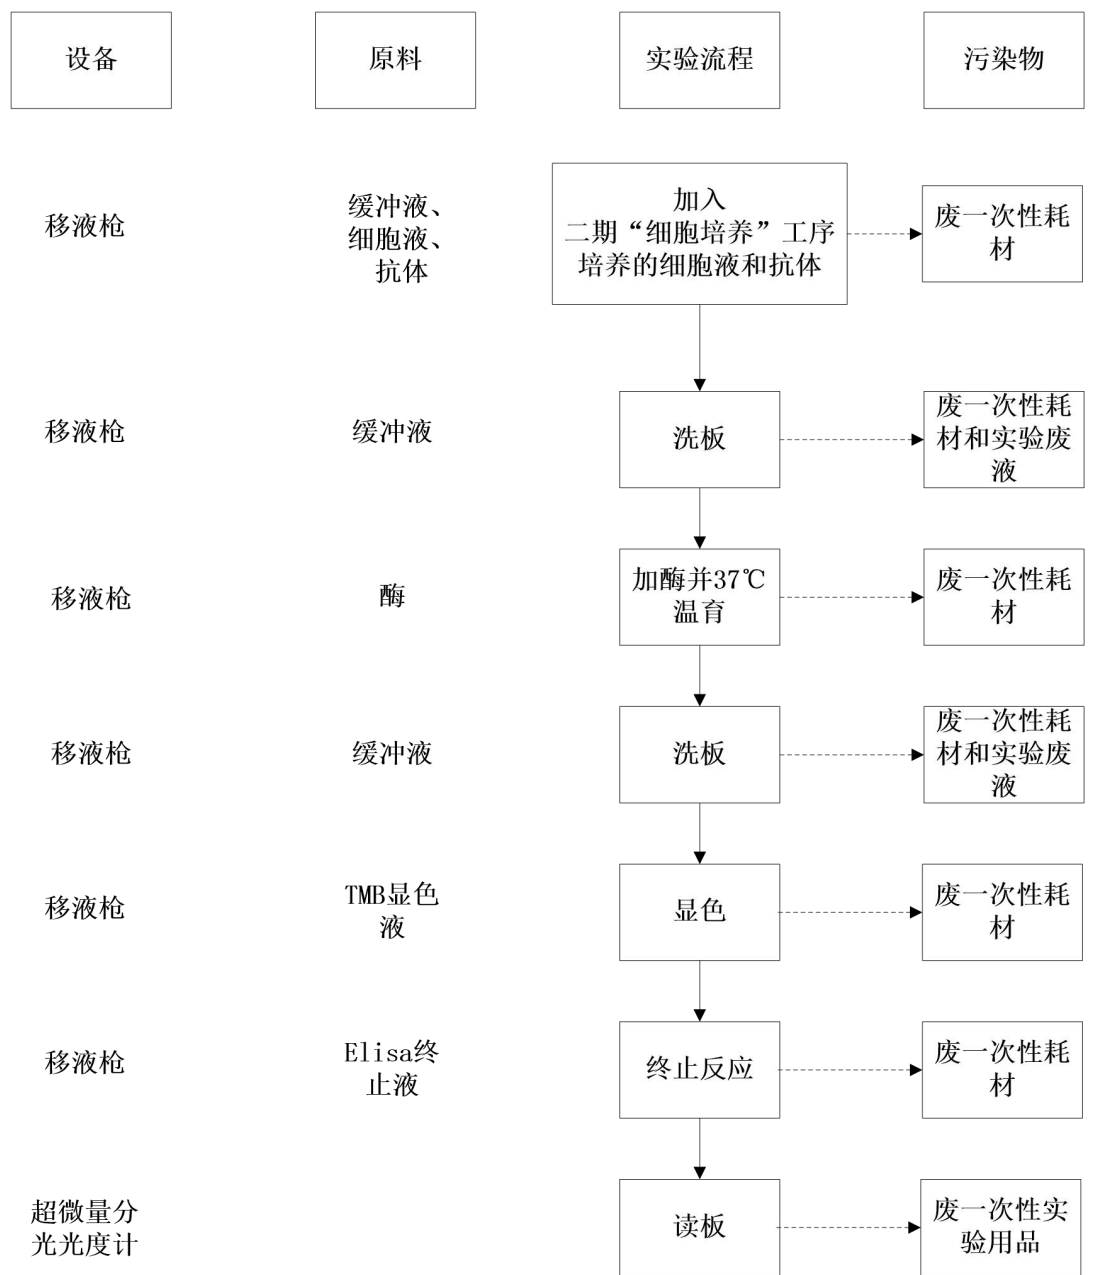 设备
原料
实验流程
污染物
移液枪
缓冲液、
细胞液、
抗体
加入
二期“细胞培养”工序
培养的细胞液和抗体
废一次性耗
材
移液枪
缓冲液
洗板
废一次性耗
材和实验废
液
移液枪
酶
加酶并37℃
温育
废一次性耗
材
移液枪
缓冲液
洗板
废一次性耗
材和实验废
液
移液枪
TMB显色
液
显色
废一次性耗
材
移液枪
Elisa终
止液
终止反应
废一次性耗
材
超微量分
光光度计
读板
废一次性实
验用品